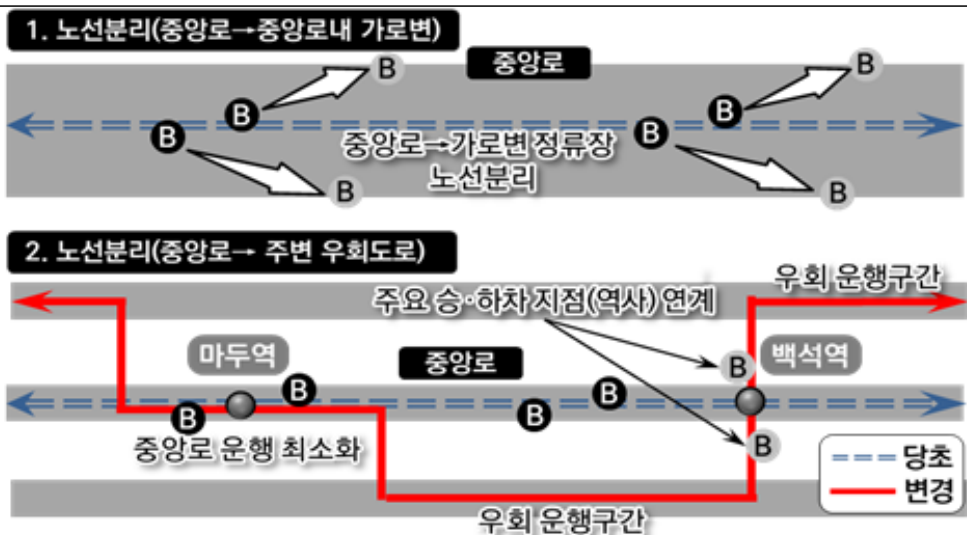 1. 노선분리(중앙로→중앙로내 가로변)
중앙로
B
B
B
B
B
B
B
B
중앙로→가로변 정류장
노선분리
2. 노선분리(중앙로→ 주변 우회도로)
우회 운행구간
주요 승·하차 지점(역사) 연계
마두역
중앙로
백석역
B
B
B
B
B
B
중앙로 운행 최소화
우회 운행구간
당초
변경